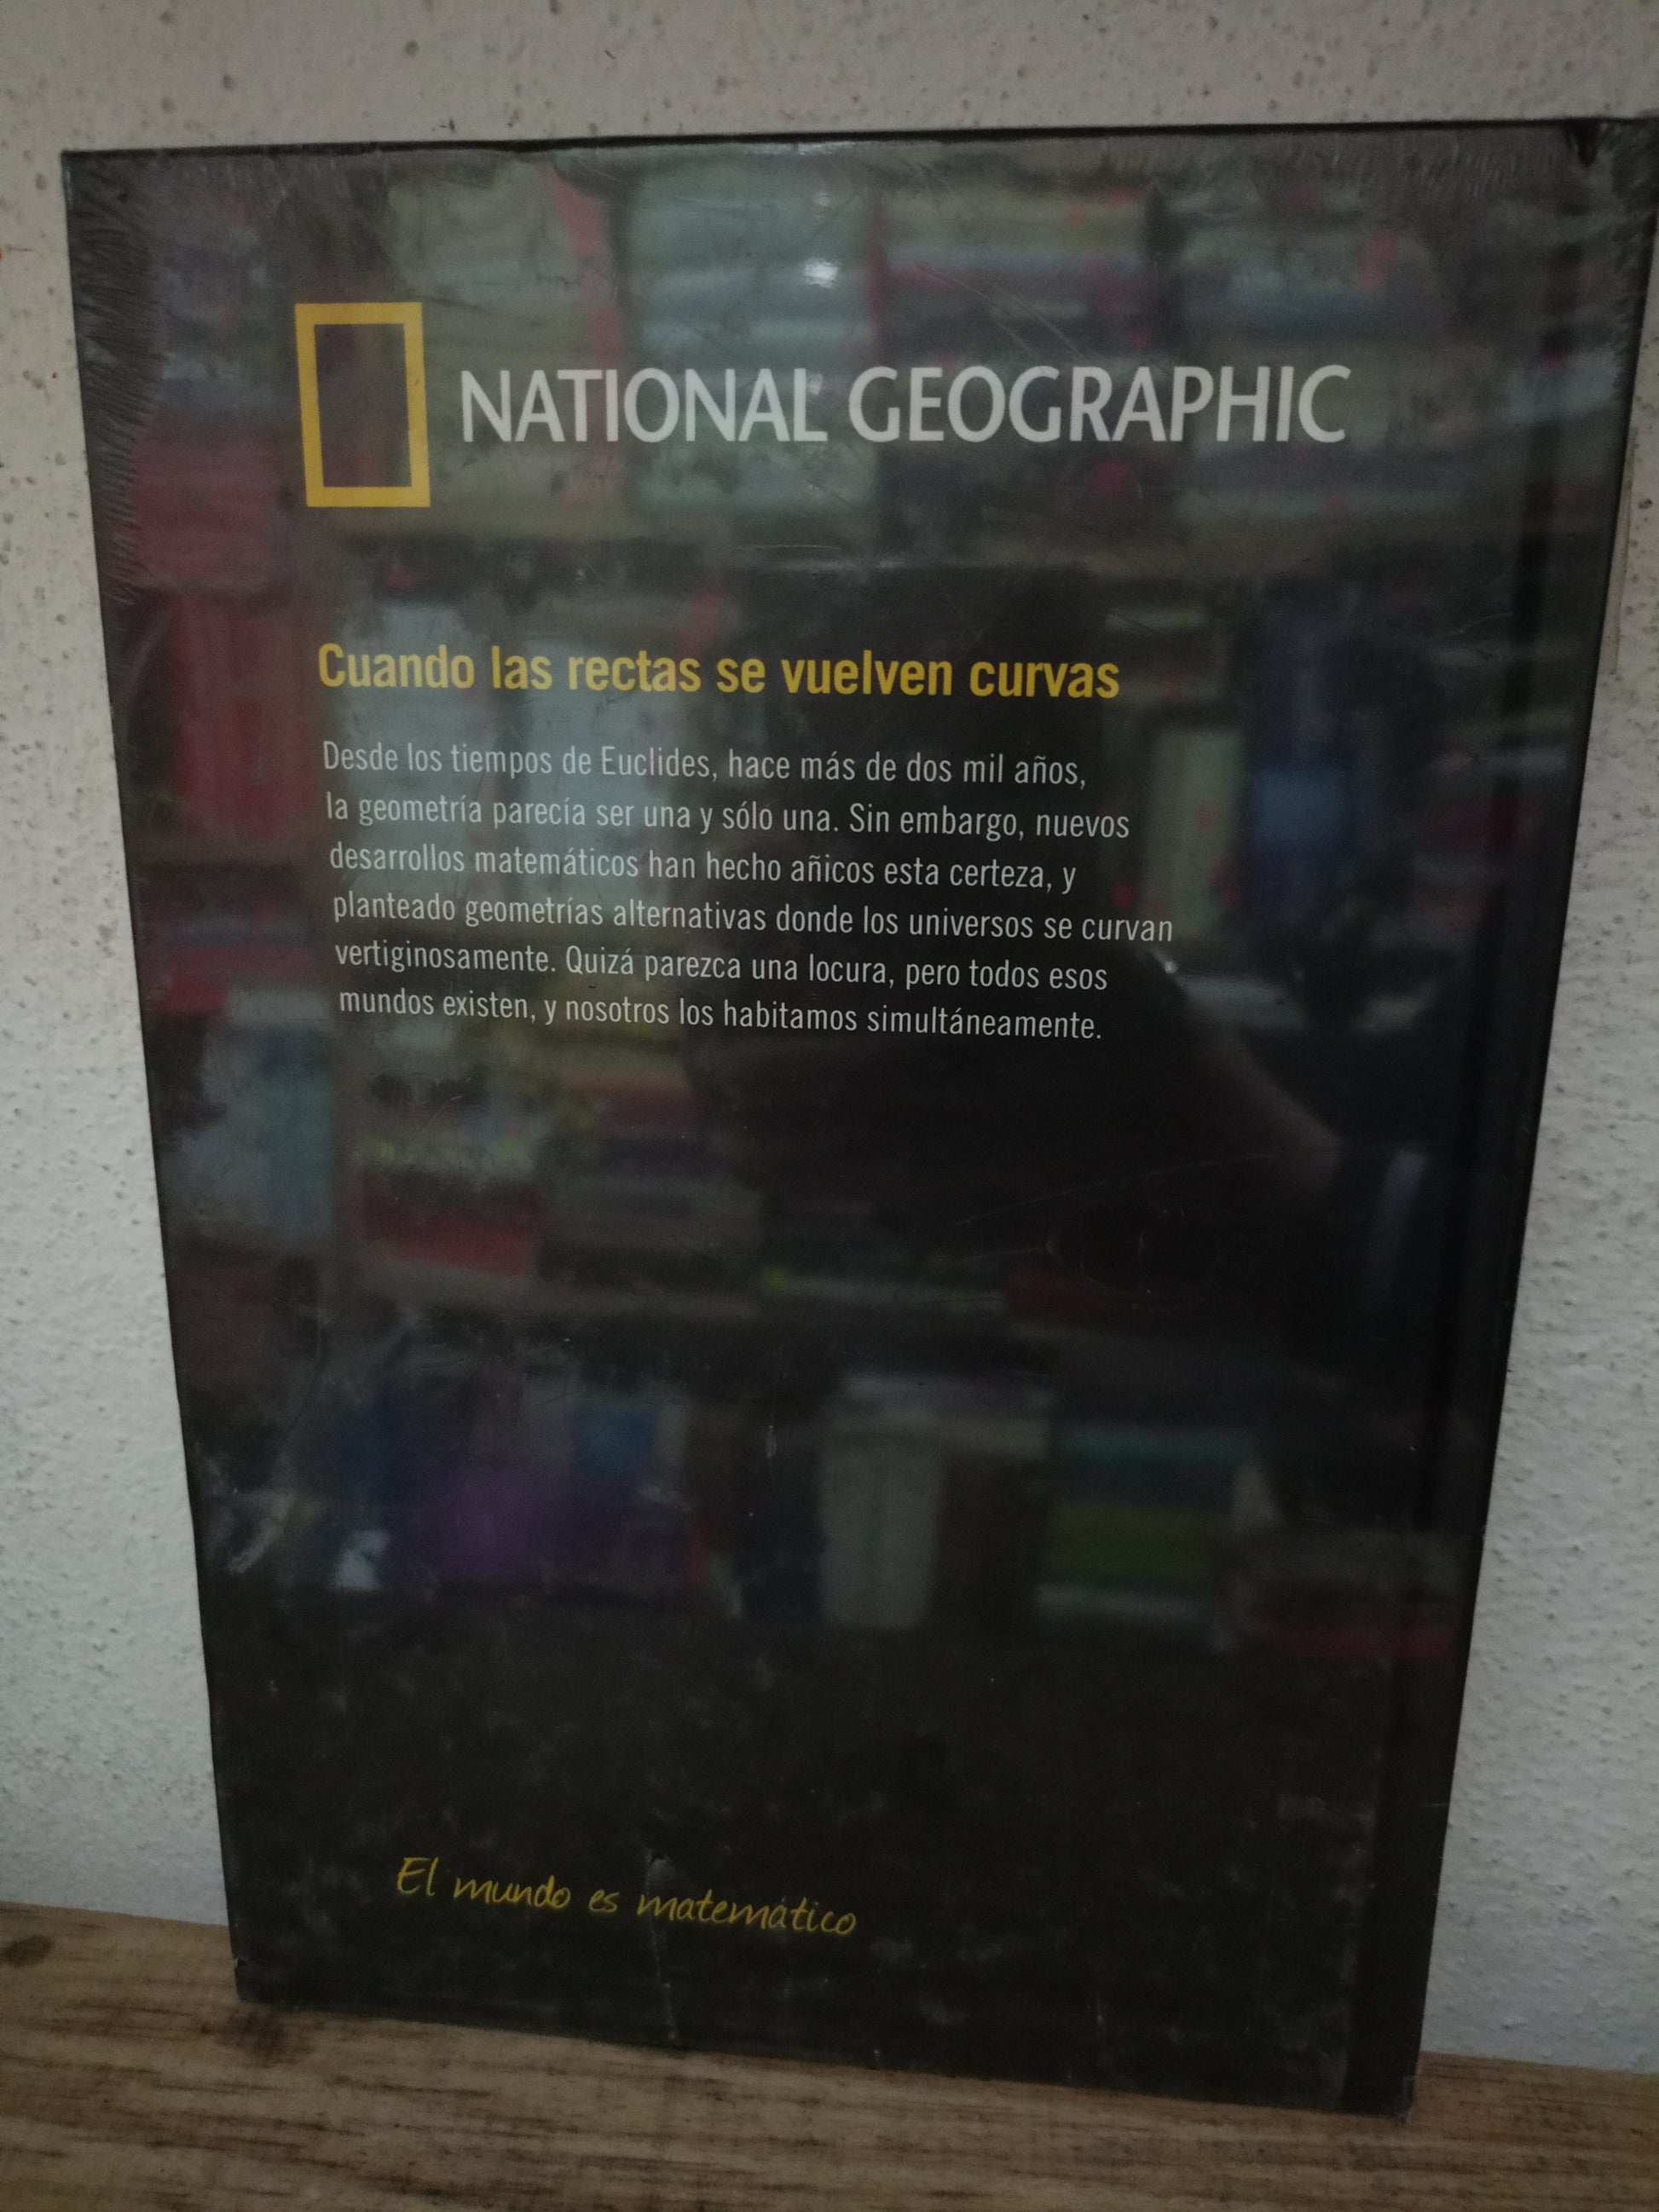 NATIONAL GEOGRAPHIC
Cuando las rectas se vuelven curvas
Desde los tiempos de Euclides, hace más de dos mil años,
la geometría parecía ser una y sólo una. Sin embargo, nuevos
desarrollos matemáticos han hecho añicos esta certeza, y
planteado geometrías alternativas donde los universos se curvan
vertiginosamente. Quizá parezca una locura, pero todos esos
mundos existen, y nosotros los habitamos simultáneamente.
El mundo es matemático